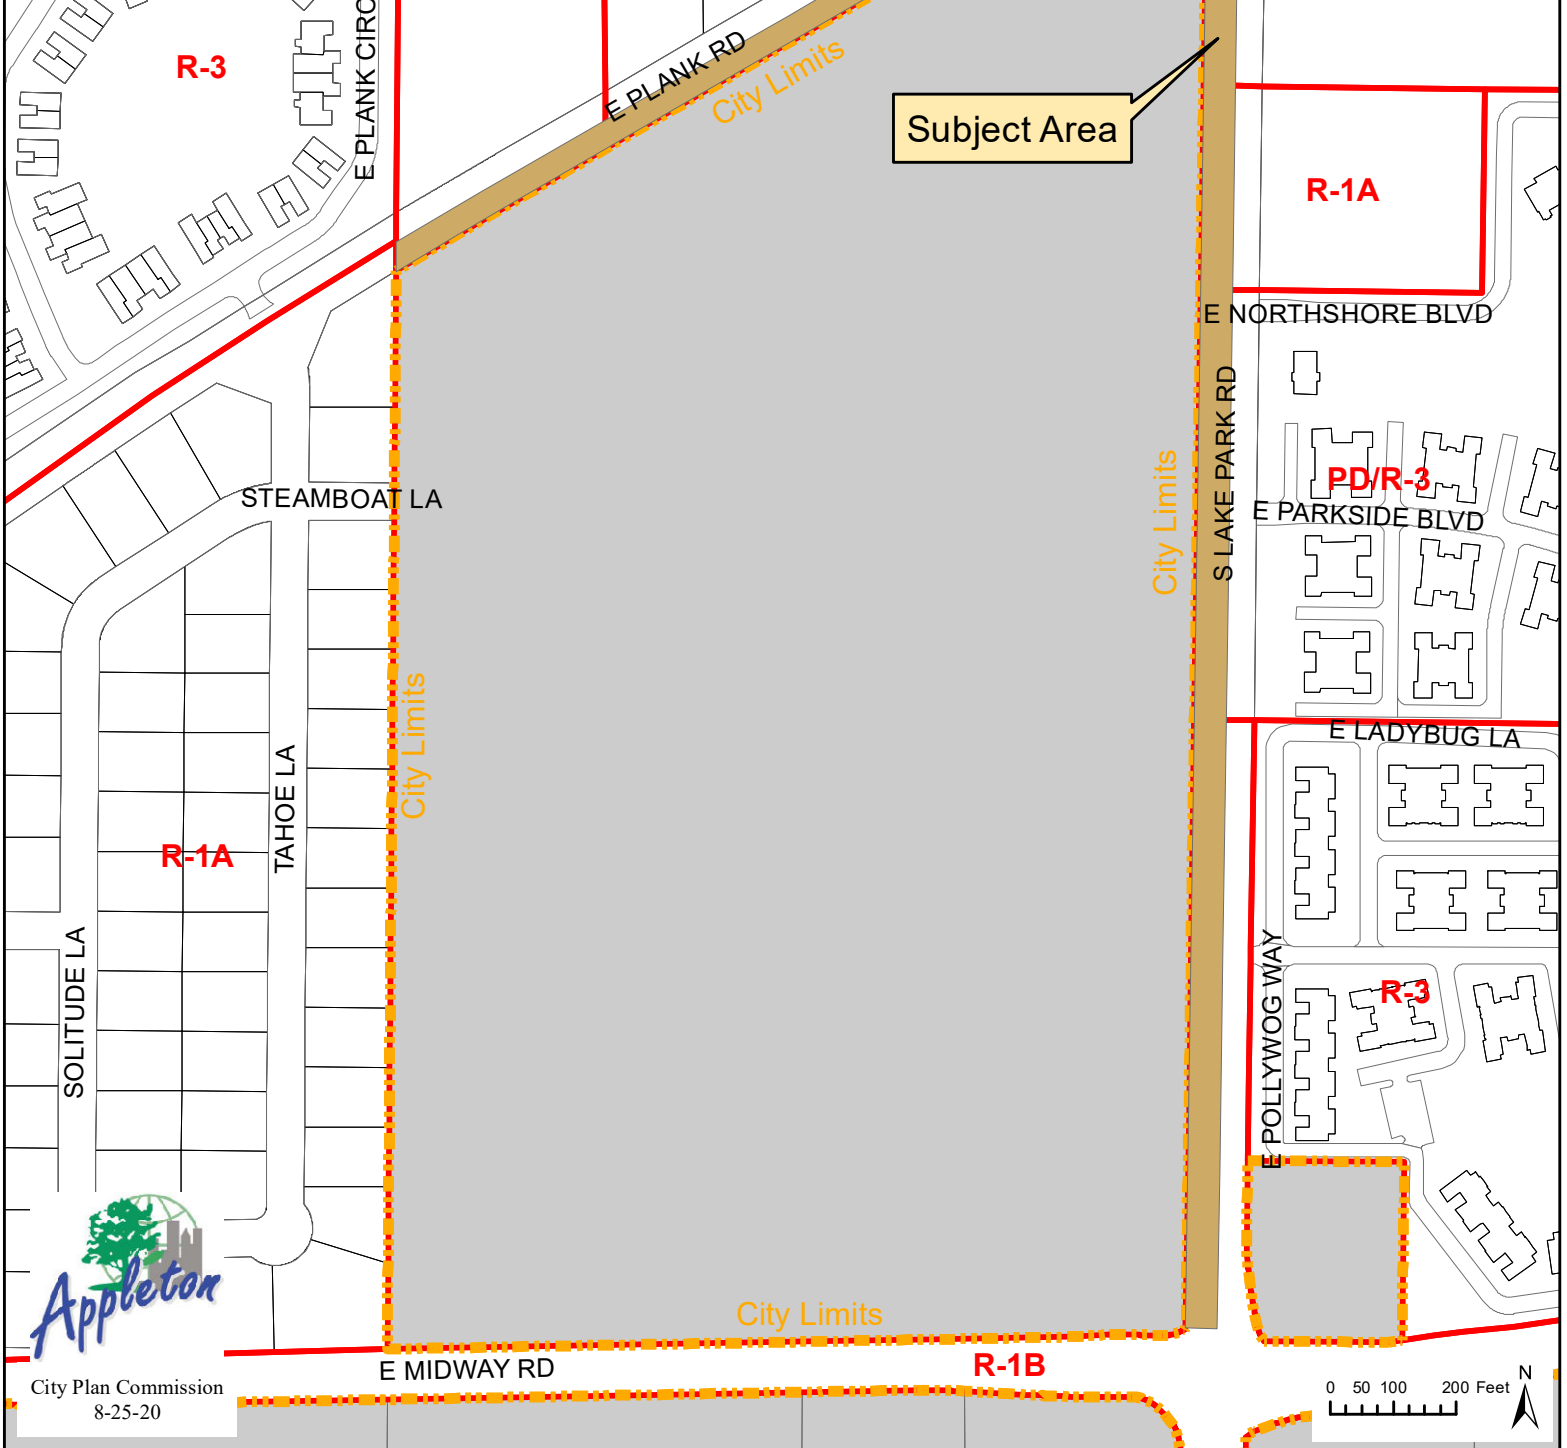 R-3
E PLANK CIRC
E PLANK RD
City Limits
Subject Area
R-1A
E NORTHSHORE BLVD
S LAKE PARK RD
City Limits
PD/R-3
E PARKSIDE BLVD
STEAMBOAT LA
City Limits
E LADYBUG LA
TAHOE LA
R-1A
SOLITUDE LA
E POLLYWOG WAY
R-3
Appleton
City Limits
E MIDWAY RD
R-1B
City Plan Commission
8-25-20
0 50 100 200 Feet
N